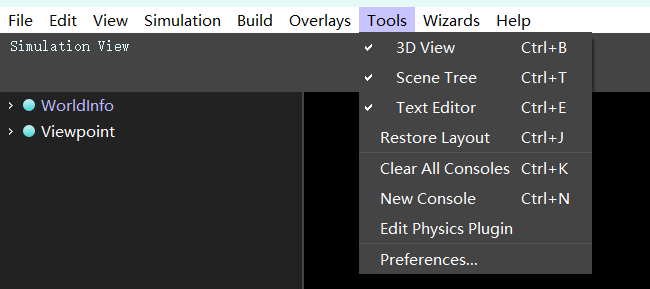 File Edit View Simulation Build Overlays Tools Wizards Help
Simulation View
WorldInfo
Viewpoint
3D View Ctrl+B
Scene Tree Ctrl+T
Text Editor Ctrl+E
Restore Layout Ctrl+J
Clear All Consoles Ctrl+K
New Console Ctrl+N
Edit Physics Plugin
Preferences...